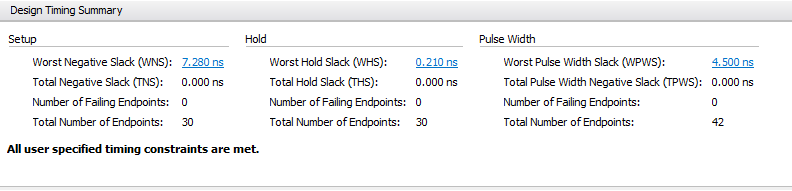 Design Timing Summary
Setup Hold Pulse Width
Worst Negative Slack (WNS): 7.280 ns Worst Hold Slack (WHS): 0.210 ns Worst Pulse Width Slack (WPWS): 4.500 ns
Total Negative Slack (TNS): 0.000 ns Total Hold Slack (THS): 0.000 ns Total Pulse Width Negative Slack (TPWS): 0.000 ns
Number of Failing Endpoints: 0 Number of Failing Endpoints: 0 Number of Failing Endpoints: 0
Total Number of Endpoints: 30 Total Number of Endpoints: 30 Total Number of Endpoints: 42
All user specified timing constraints are met.